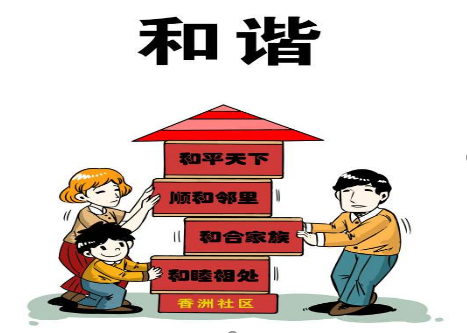 和谐
和平天下
顺和邻里
和合家族
和睦相处
香洲社区